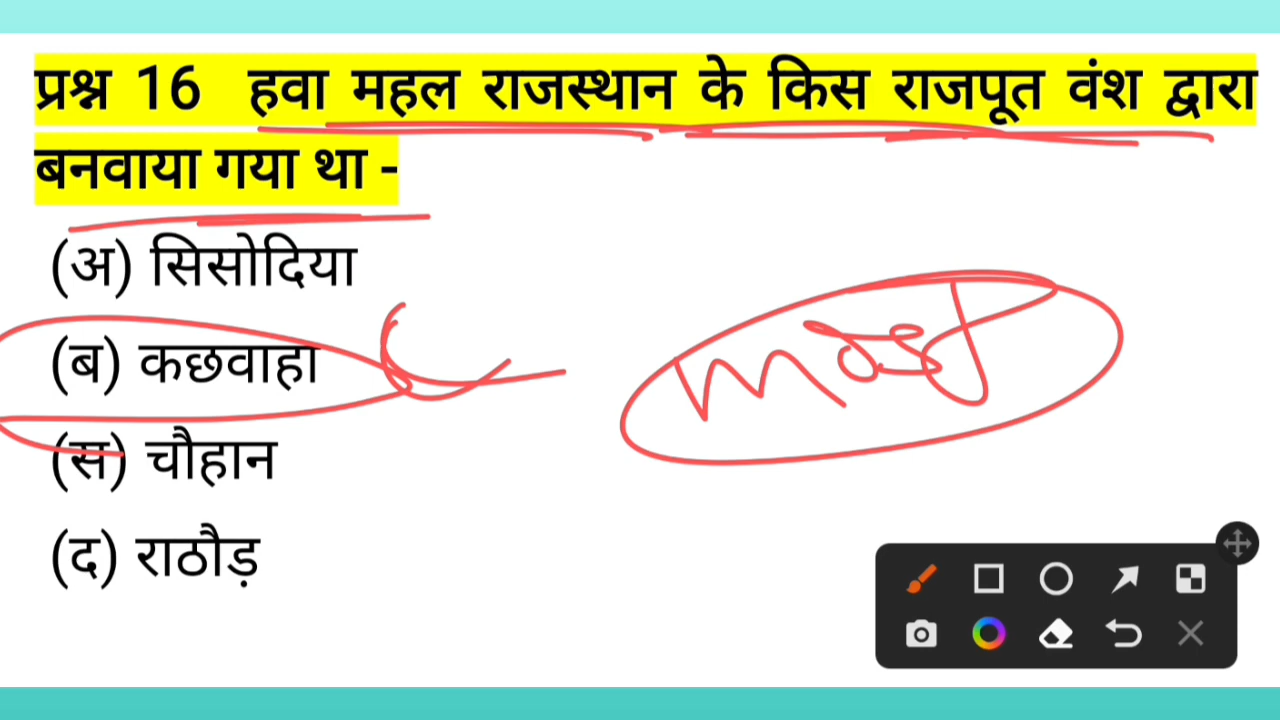 प्रश्न 16 हवा महल राजस्थान के किस राजपूत वंश द्वारा
बनवाया गया था -
(अ) सिसोदिया
(ब) कछवाहा
most
(स) चौहान
(द) राठौड़